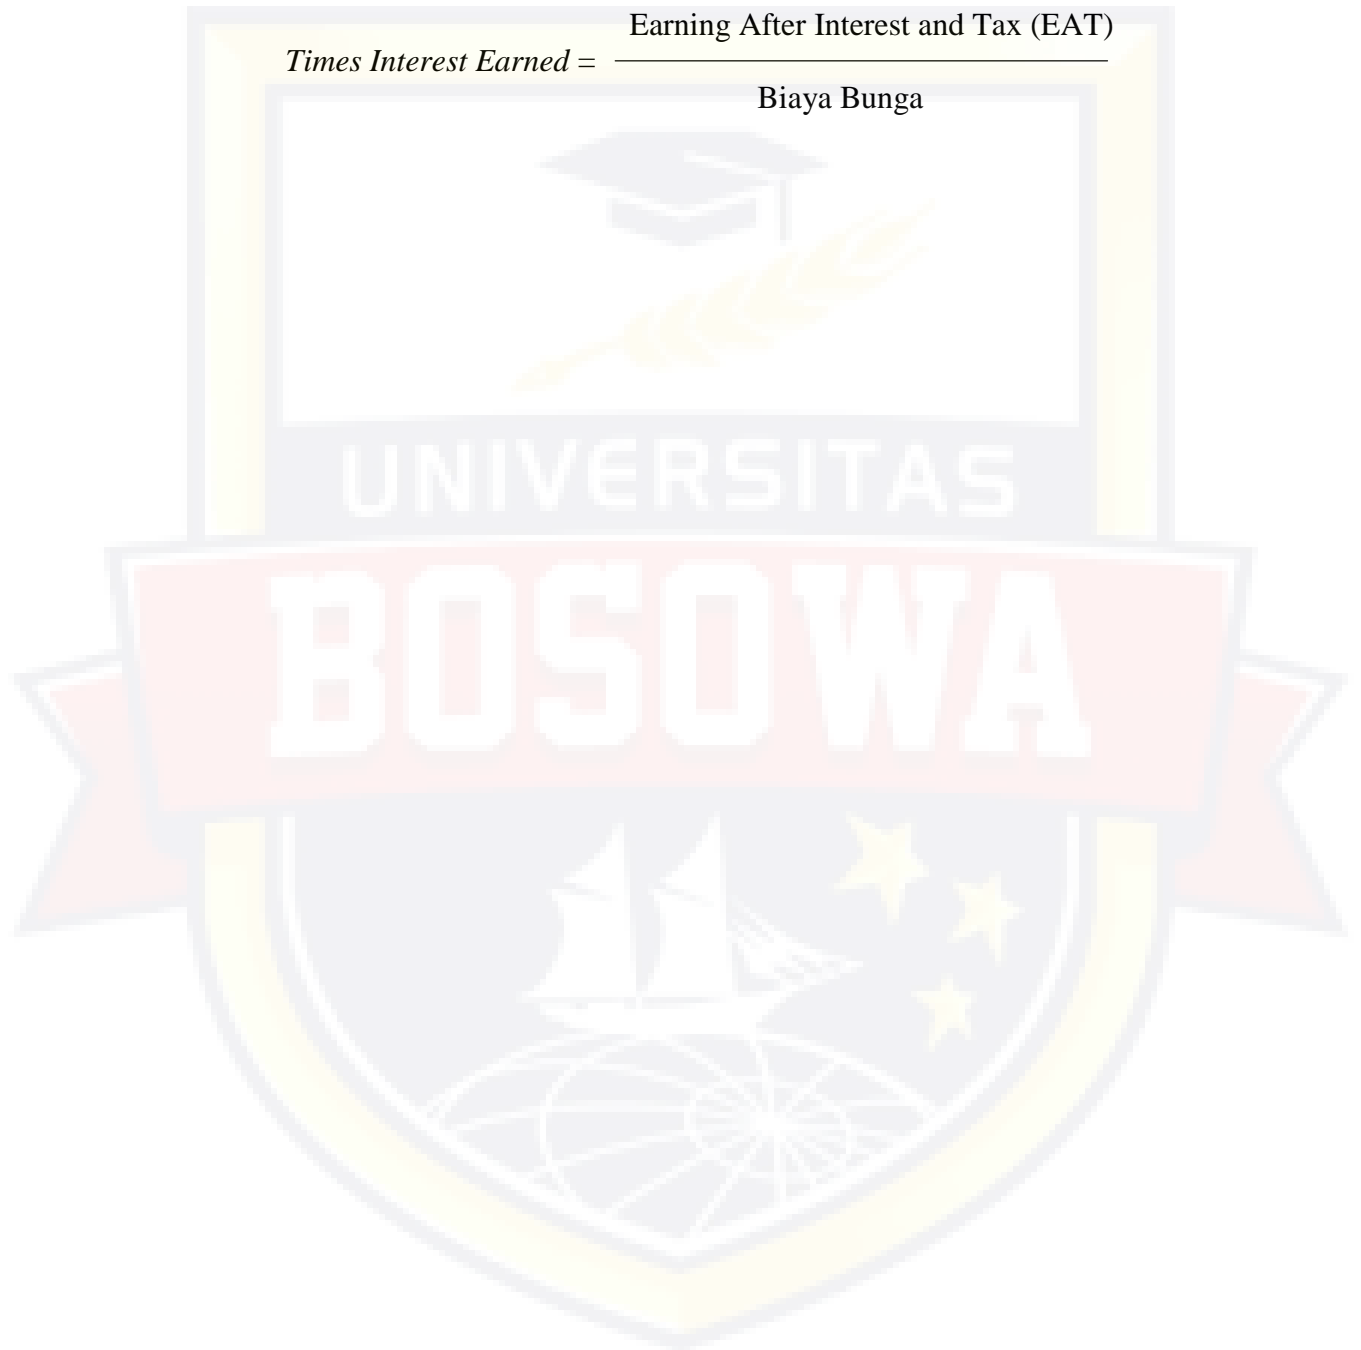 Earning After Interest and Tax (EAT)
Times Interest Earned =
Biaya Bunga
UNIVERSITAS
BOSOWA